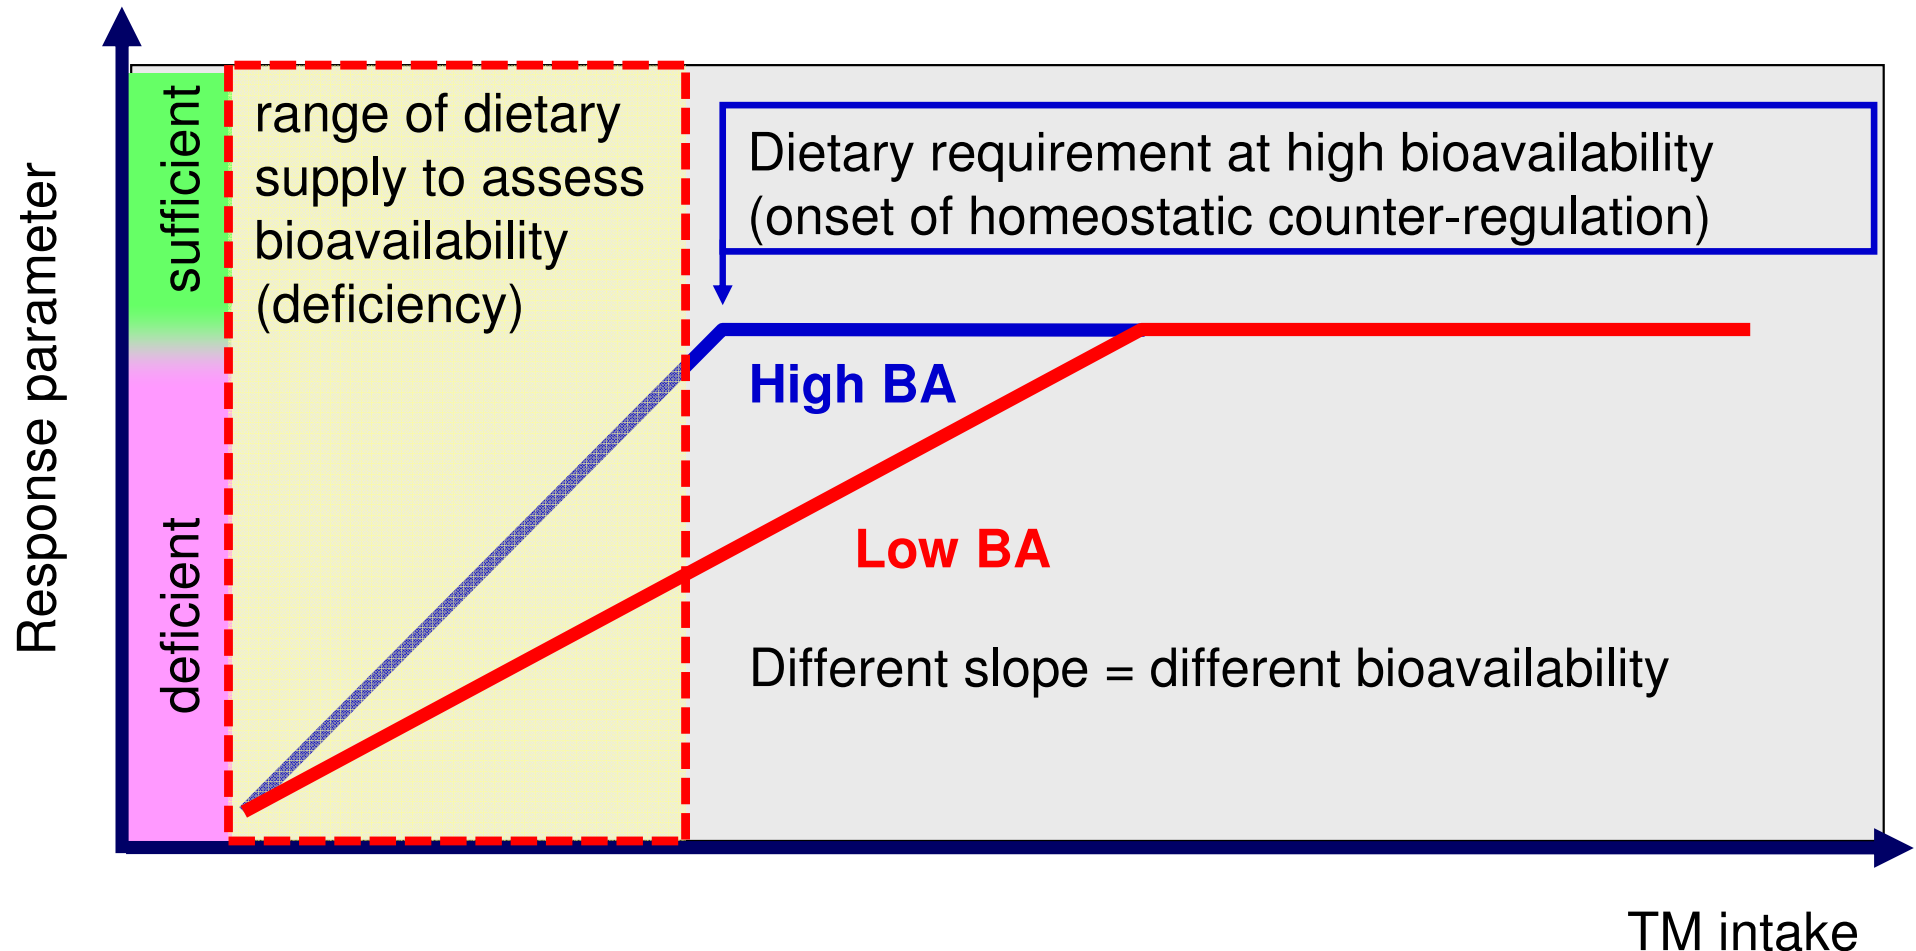 Response parameter
sufficient
deficient
range of dietary
supply to assess
bioavailability
(deficiency)
Dietary requirement at high bioavailability
(onset of homeostatic counter-regulation)
High BA
Low BA
Different slope = different bioavailability
TM intake